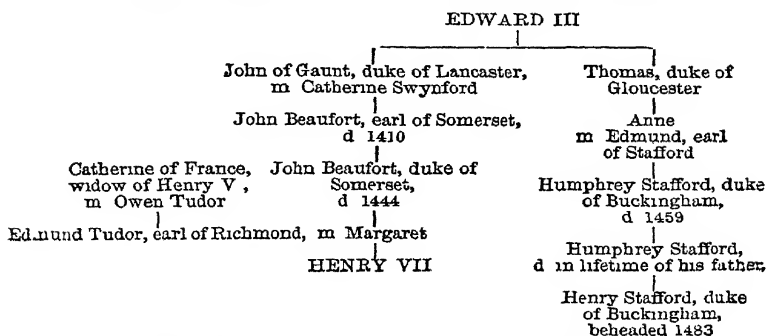 EDWARD III
John of Gaunt, duke of Lancaster,
m Catherine Swynford
Thomas, duke of
Gloucester
John Beaufort, earl of Somerset,
d 1410
Anne
m Edmund, earl
of Stafford
Catherine of France,
widow of Henry V,
m Owen Tudor
John Beaufort, duke of
Somerset,
d 1444
Humphrey Stafford, duke
of Buckingham,
d 1459
Edmund Tudor, earl of Richmond, m Margaret
HENRY VII
Humphrey Stafford,
d in lifetime of his father,
Henry Stafford, duke
of Buckingham,
beheaded 1483